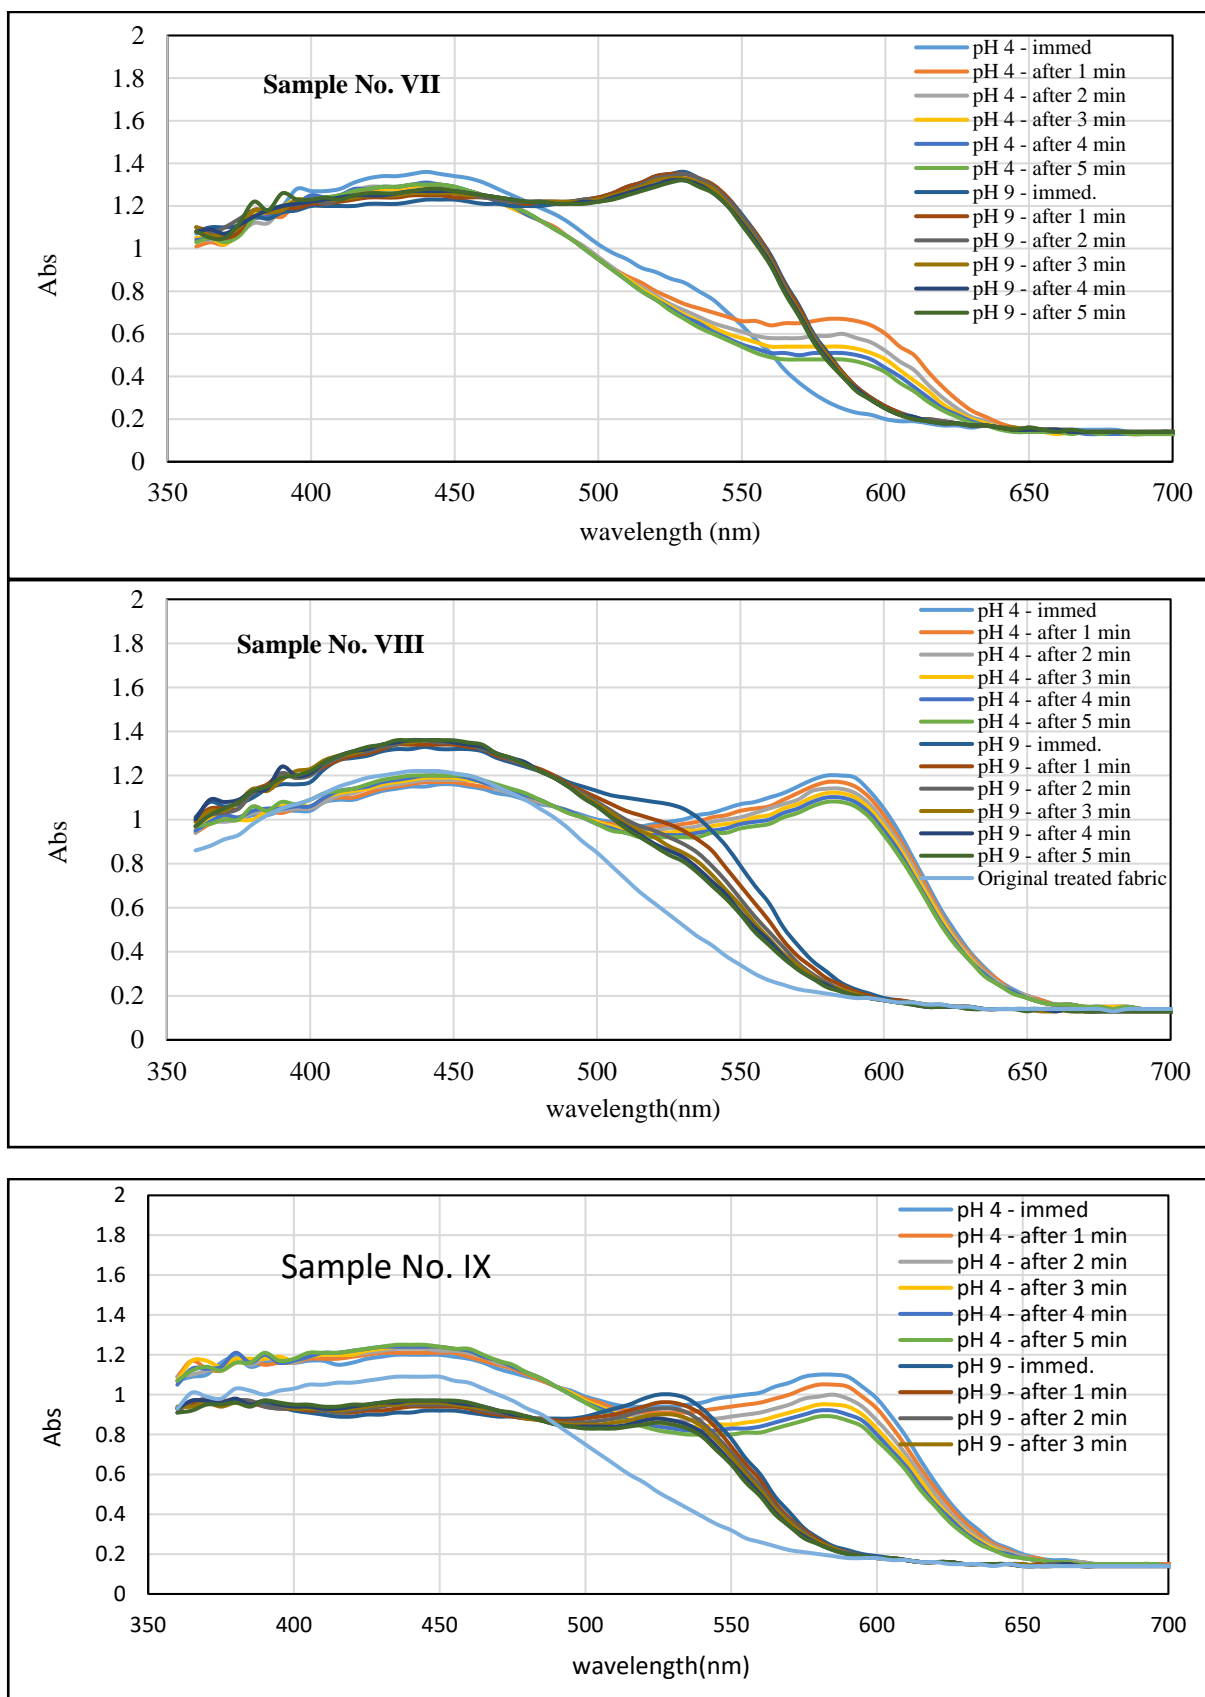 2
1.8
1.6
1.4
1.2
1
0.8
0.6
0.4
0.2
0
350 400 450 500 550 600 650 700
Abs
wavelength (nm)
Sample No. VII
pH 4 - immed
pH 4 - after 1 min
pH 4 - after 2 min
pH 4 - after 3 min
pH 4 - after 4 min
pH 4 - after 5 min
pH 9 - immed.
pH 9 - after 1 min
pH 9 - after 2 min
pH 9 - after 3 min
pH 9 - after 4 min
pH 9 - after 5 min
2
1.8
1.6
1.4
1.2
1
0.8
0.6
0.4
0.2
0
350 400 450 500 550 600 650 700
Abs
wavelength(nm)
Sample No. VIII
pH 4 - immed
pH 4 - after 1 min
pH 4 - after 2 min
pH 4 - after 3 min
pH 4 - after 4 min
pH 4 - after 5 min
pH 9 - immed.
pH 9 - after 1 min
pH 9 - after 2 min
pH 9 - after 3 min
pH 9 - after 4 min
pH 9 - after 5 min
Original treated fabric
2
1.8
1.6
1.4
1.2
1
0.8
0.6
0.4
0.2
0
350 400 450 500 550 600 650 700
Abs
wavelength(nm)
Sample No. IX
pH 4 - immed
pH 4 - after 1 min
pH 4 - after 2 min
pH 4 - after 3 min
pH 4 - after 4 min
pH 4 - after 5 min
pH 9 - immed.
pH 9 - after 1 min
pH 9 - after 2 min
pH 9 - after 3 min